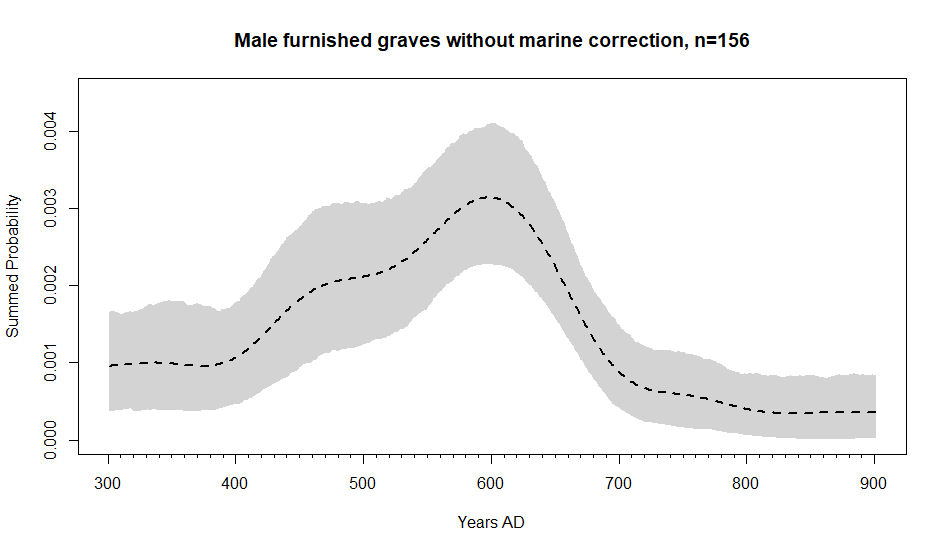 Male furnished graves without marine correction, n=156
Summed Probability
0.004
0.003
0.002
0.001
0.000
300 400 500 600 700 800 900
Years AD